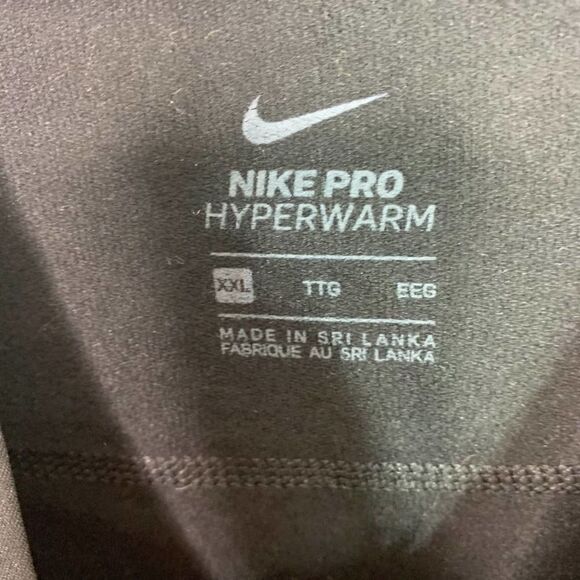 NIKE PRO
HYPERWARM
XXL TTG EEG
MADE IN SRI LANKA
FABRIQUE AU SRI LANKA